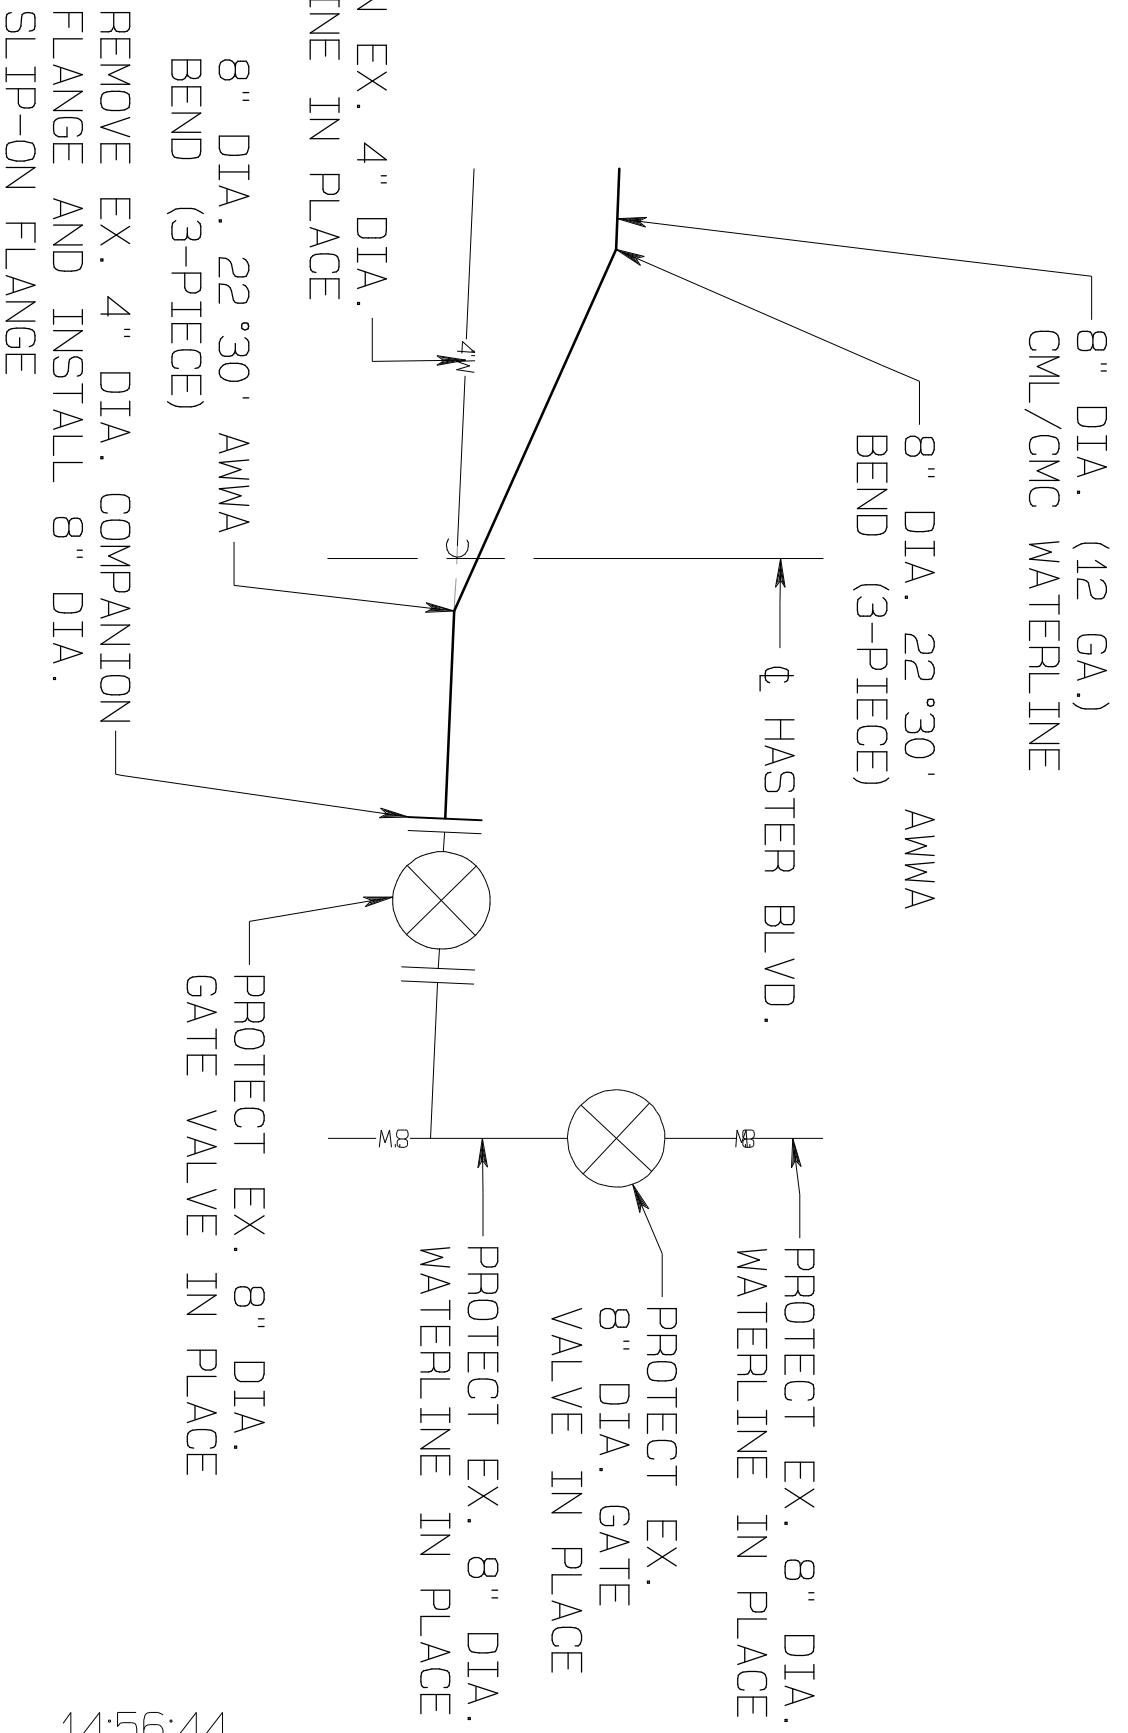 8" DIA. (12 GA.)
CML/CMC WATERLINE
8" DIA. 22°30' AWWA
BEND (3-PIECE)
℄ HASTER BLVD.
PROTECT EX. 8" DIA.
WATERLINE IN PLACE
PROTECT EX.
8" DIA. GATE
VALVE IN PLACE
PROTECT EX. 8" DIA.
WATERLINE IN PLACE
8"W
8"W
4"W
N EX. 4" DIA.
INE IN PLACE
8" DIA. 22°30' AWWA
BEND (3-PIECE)
REMOVE EX. 4" DIA. COMPANION
FLANGE AND INSTALL 8" DIA.
SLIP-ON FLANGE
PROTECT EX. 8" DIA.
GATE VALVE IN PLACE
14:56:44